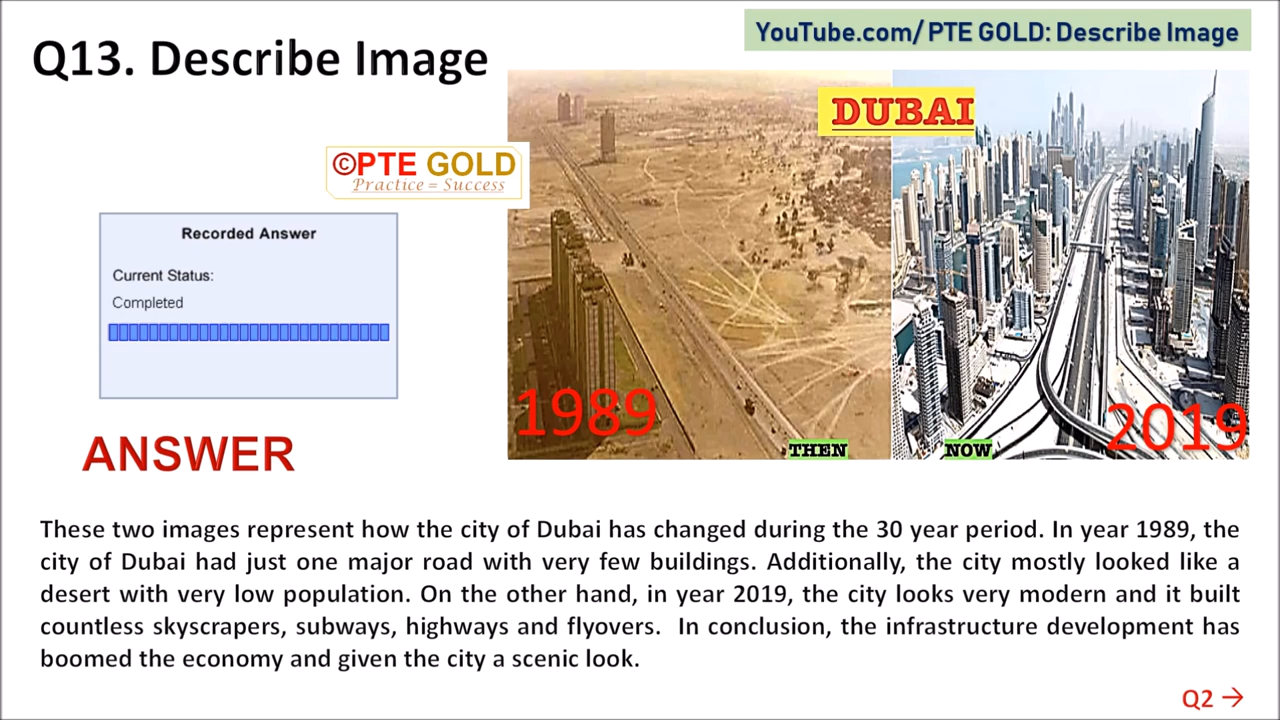 YouTube.com/ PTE GOLD: Describe Image
Q13. Describe Image
DUBAI
©PTE GOLD
Practice = Success
Recorded Answer
Current Status:
Completed
1989
2019
THEN
NOW
ANSWER
These two images represent how the city of Dubai has changed during the 30 year period. In year 1989, the
city of Dubai had just one major road with very few buildings. Additionally, the city mostly looked like a
desert with very low population. On the other hand, in year 2019, the city looks very modern and it built
countless skyscrapers, subways, highways and flyovers. In conclusion, the infrastructure development has
boomed the economy and given the city a scenic look.
Q2 →